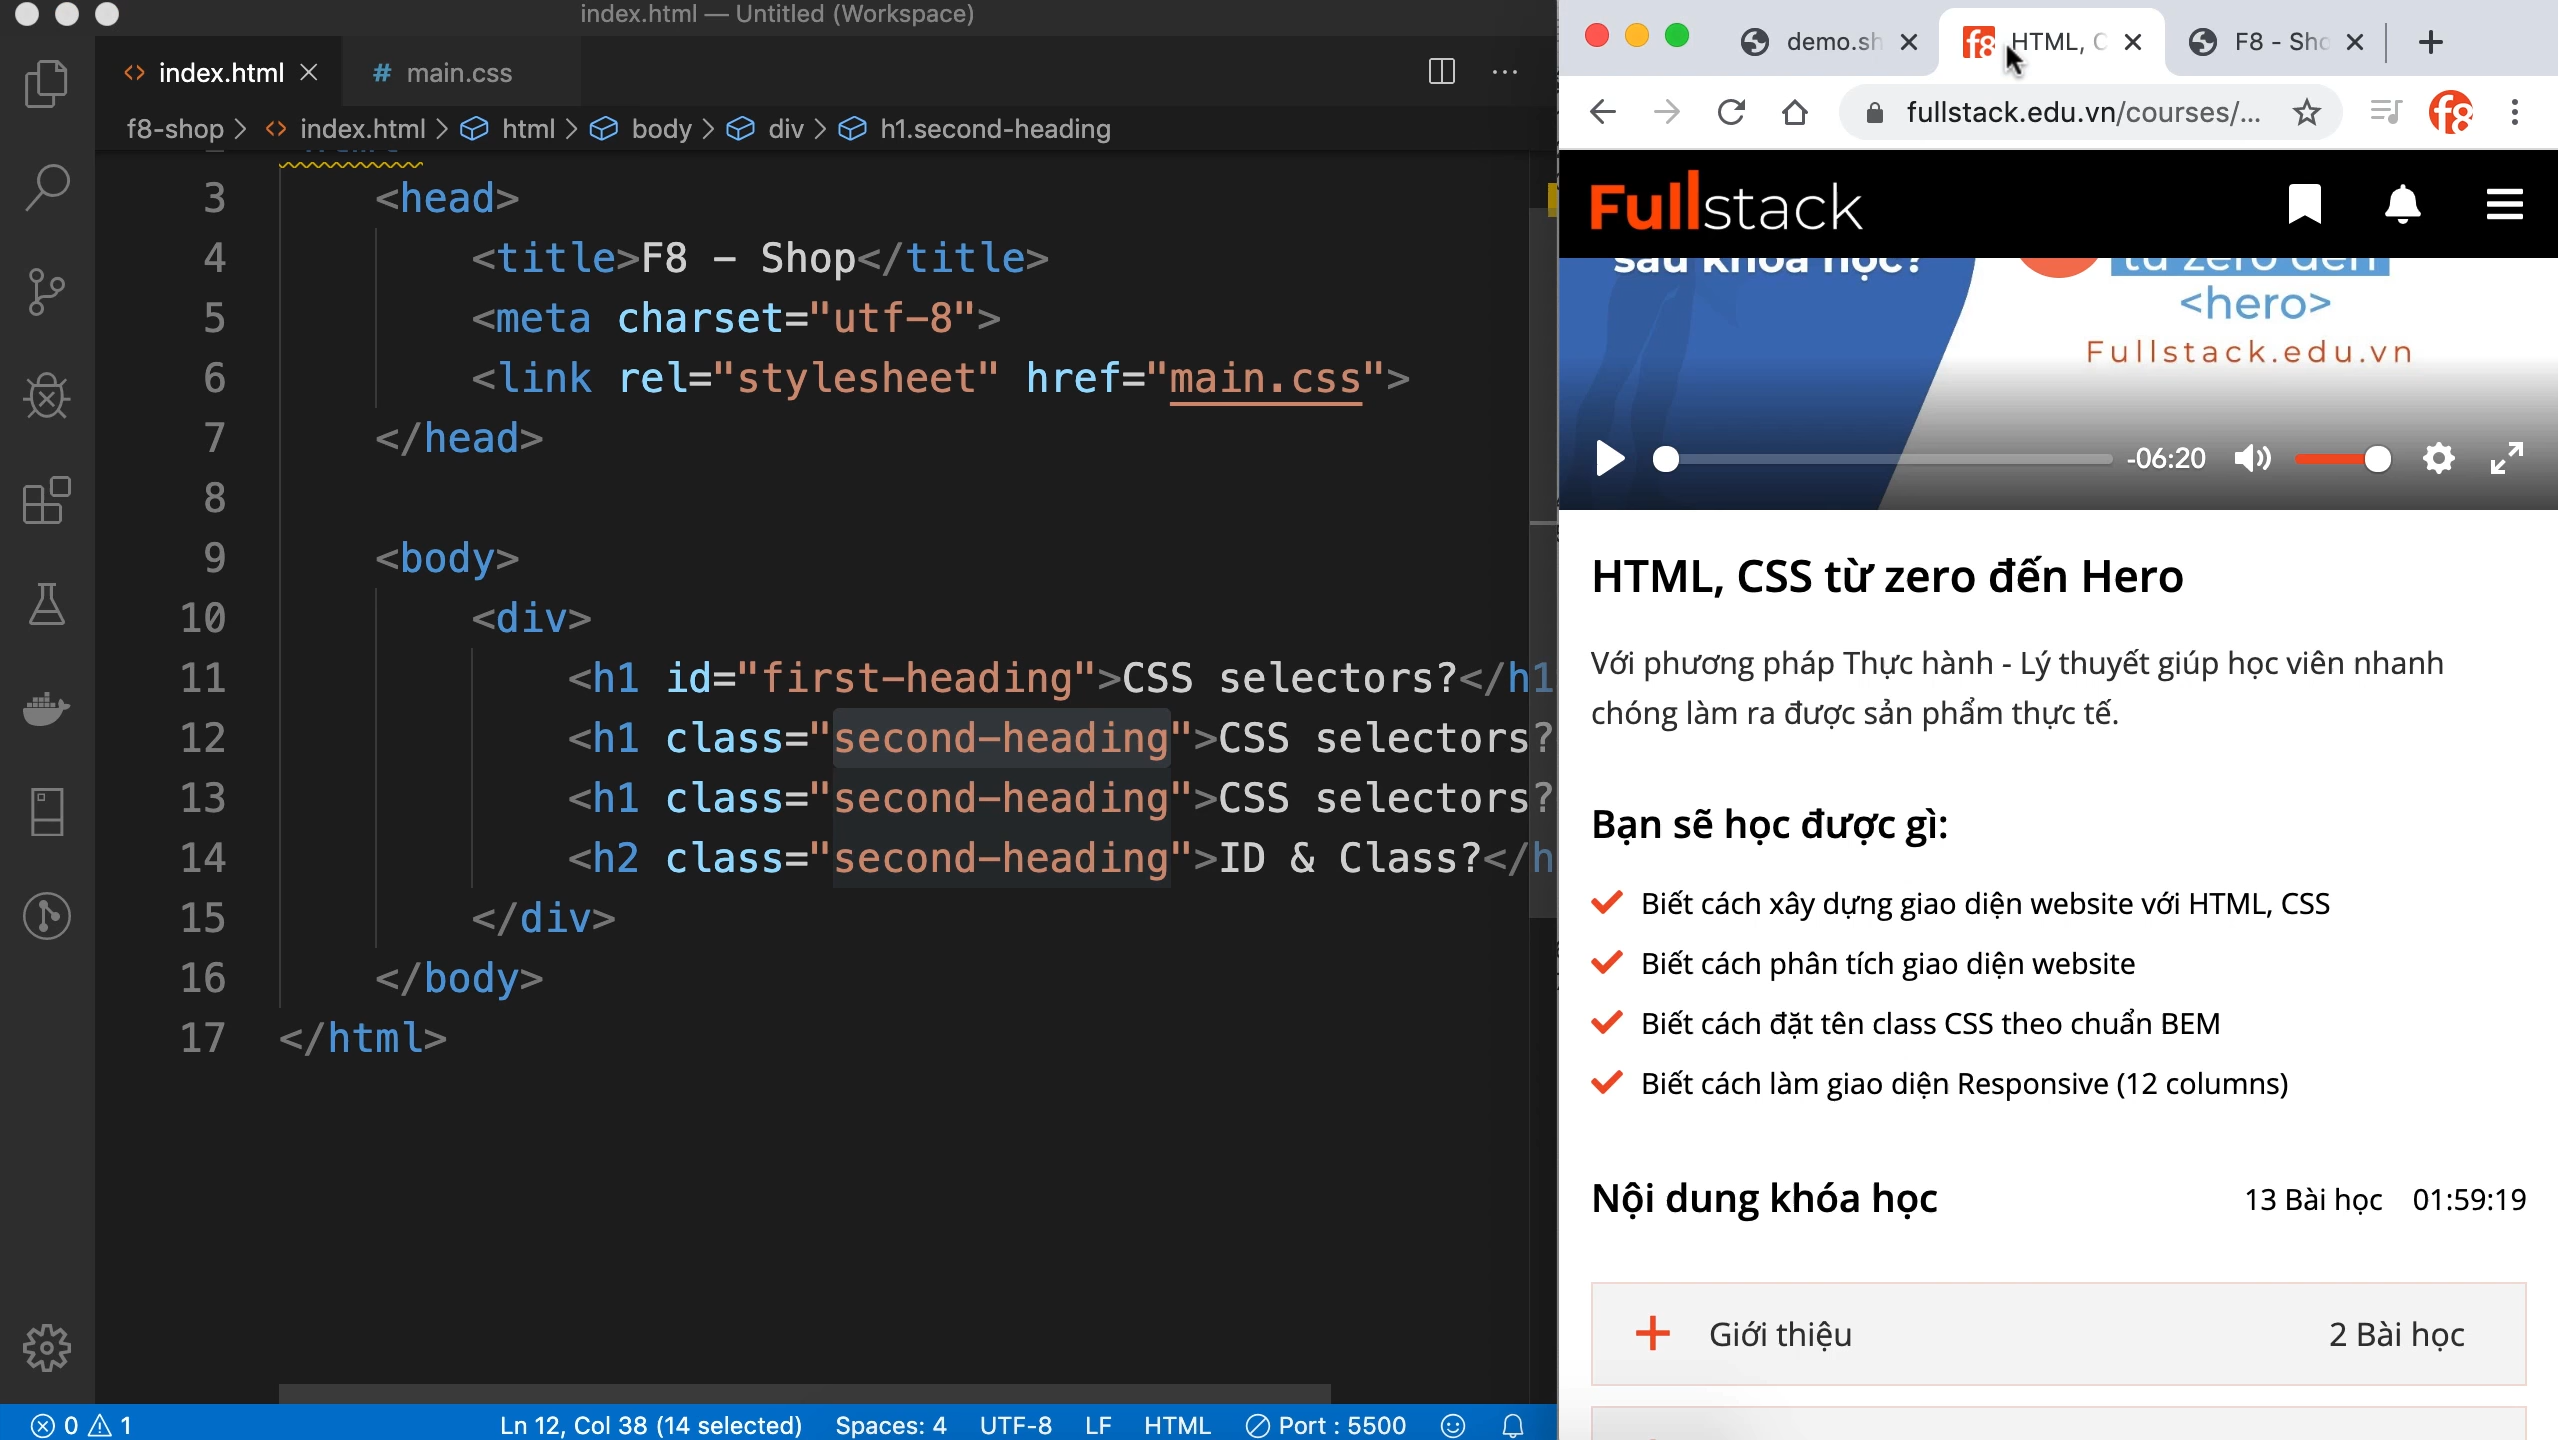 index.html — Untitled (Workspace)
index.html
# main.css
f8-shop > index.html > html > body > div > h1.second-heading
3 <head>
4 <title>F8 - Shop</title>
5 <meta charset="utf-8">
6 <link rel="stylesheet" href="main.css">
7 </head>
8
9 <body>
10 <div>
11 <h1 id="first-heading">CSS selectors?</h1
12 <h1 class="second-heading">CSS selectors?
13 <h1 class="second-heading">CSS selectors?
14 <h2 class="second-heading">ID & Class?</h
15 </div>
16 </body>
17 </html>
0 1
Ln 12, Col 38 (14 selected)
Spaces: 4
UTF-8
LF
HTML
Port : 5500
demo.sh
f8 HTML, C
F8 - Sho
fullstack.edu.vn/courses/...
f8
Fullstack
sau khóa học?
từ zero đến
<hero>
Fullstack.edu.vn
-06:20
HTML, CSS từ zero đến Hero
Với phương pháp Thực hành - Lý thuyết giúp học viên nhanh
chóng làm ra được sản phẩm thực tế.
Bạn sẽ học được gì:
Biết cách xây dựng giao diện website với HTML, CSS
Biết cách phân tích giao diện website
Biết cách đặt tên class CSS theo chuẩn BEM
Biết cách làm giao diện Responsive (12 columns)
Nội dung khóa học
13 Bài học 01:59:19
Giới thiệu
2 Bài học